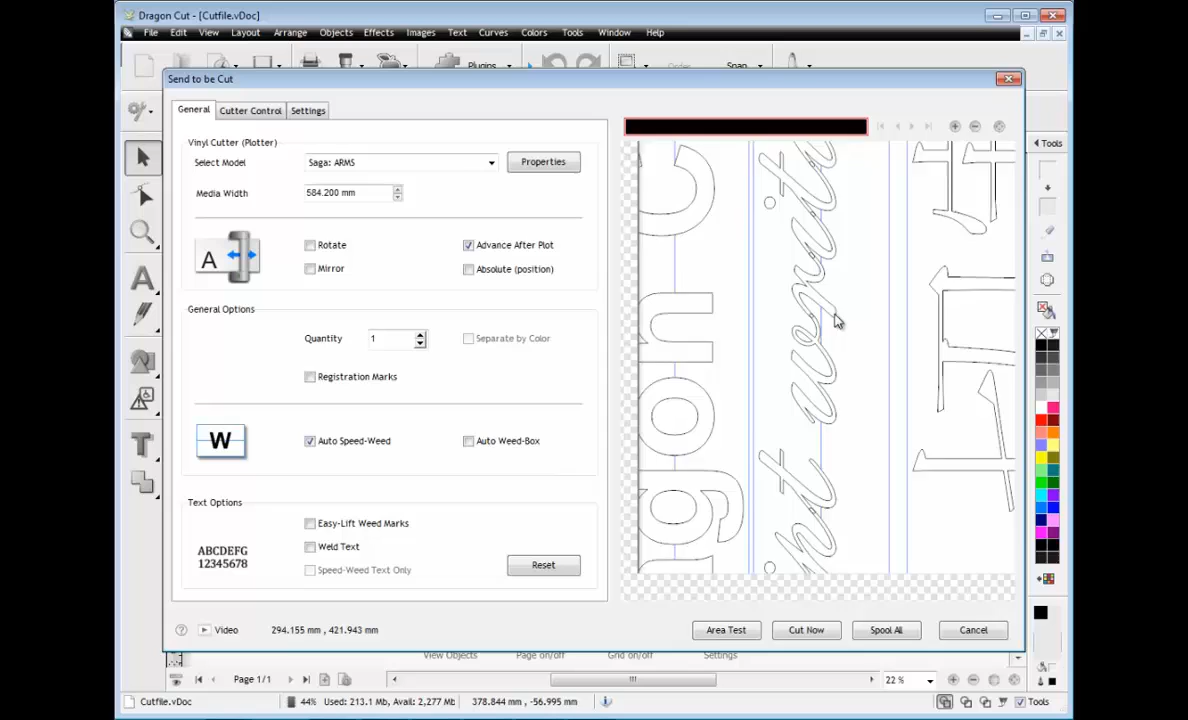 Dragon Cut - [Cutfile.vDoc]
File Edit View Layout Arrange Objects Effects Images Text Curves Colors Tools Window Help
Plugins Order Snap
Send to be Cut
General Cutter Control Settings
Vinyl Cutter (Plotter)
Select Model Saga: ARMS Properties
Media Width 584.200 mm
A Rotate Advance After Plot
Mirror Absolute (position)
General Options
Quantity 1 Separate by Color
Registration Marks
W Auto Speed-Weed Auto Weed-Box
Text Options
Easy-Lift Weed Marks
ABCDEFG
12345678
Weld Text
Speed-Weed Text Only Reset
Video 294.155 mm , 421.943 mm Area Test Cut Now Spool All Cancel
Tools
View Objects Page on/off Grid on/off Settings
Page 1/1 22 %
Cutfile.vDoc 44% Used: 213.1 Mb, Avail: 2,277 Mb 378.844 mm , -56.995 mm Tools